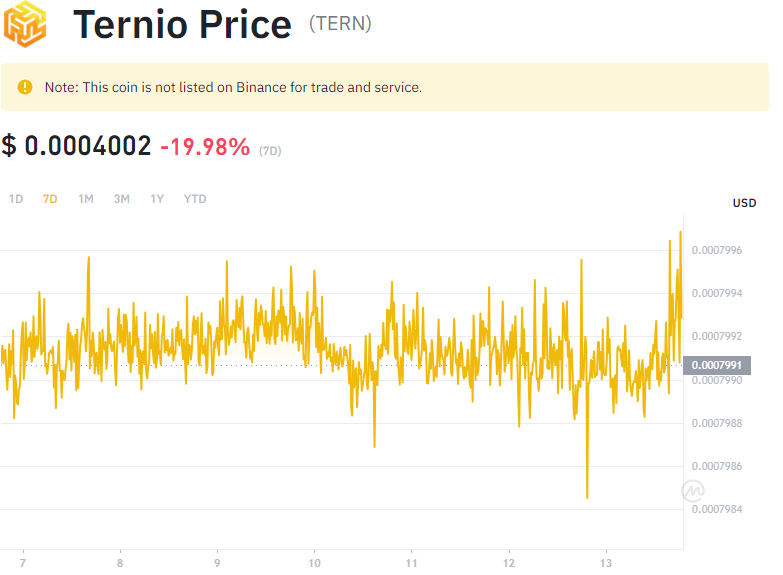 Ternio Price (TERN)
Note: This coin is not listed on Binance for trade and service.
$ 0.0004002 -19.98% (7D)
1D 7D 1M 3M 1Y YTD
USD
0.0007996
0.0007994
0.0007992
0.0007991
0.0007990
0.0007988
0.0007986
0.0007984
7 8 9 10 11 12 13